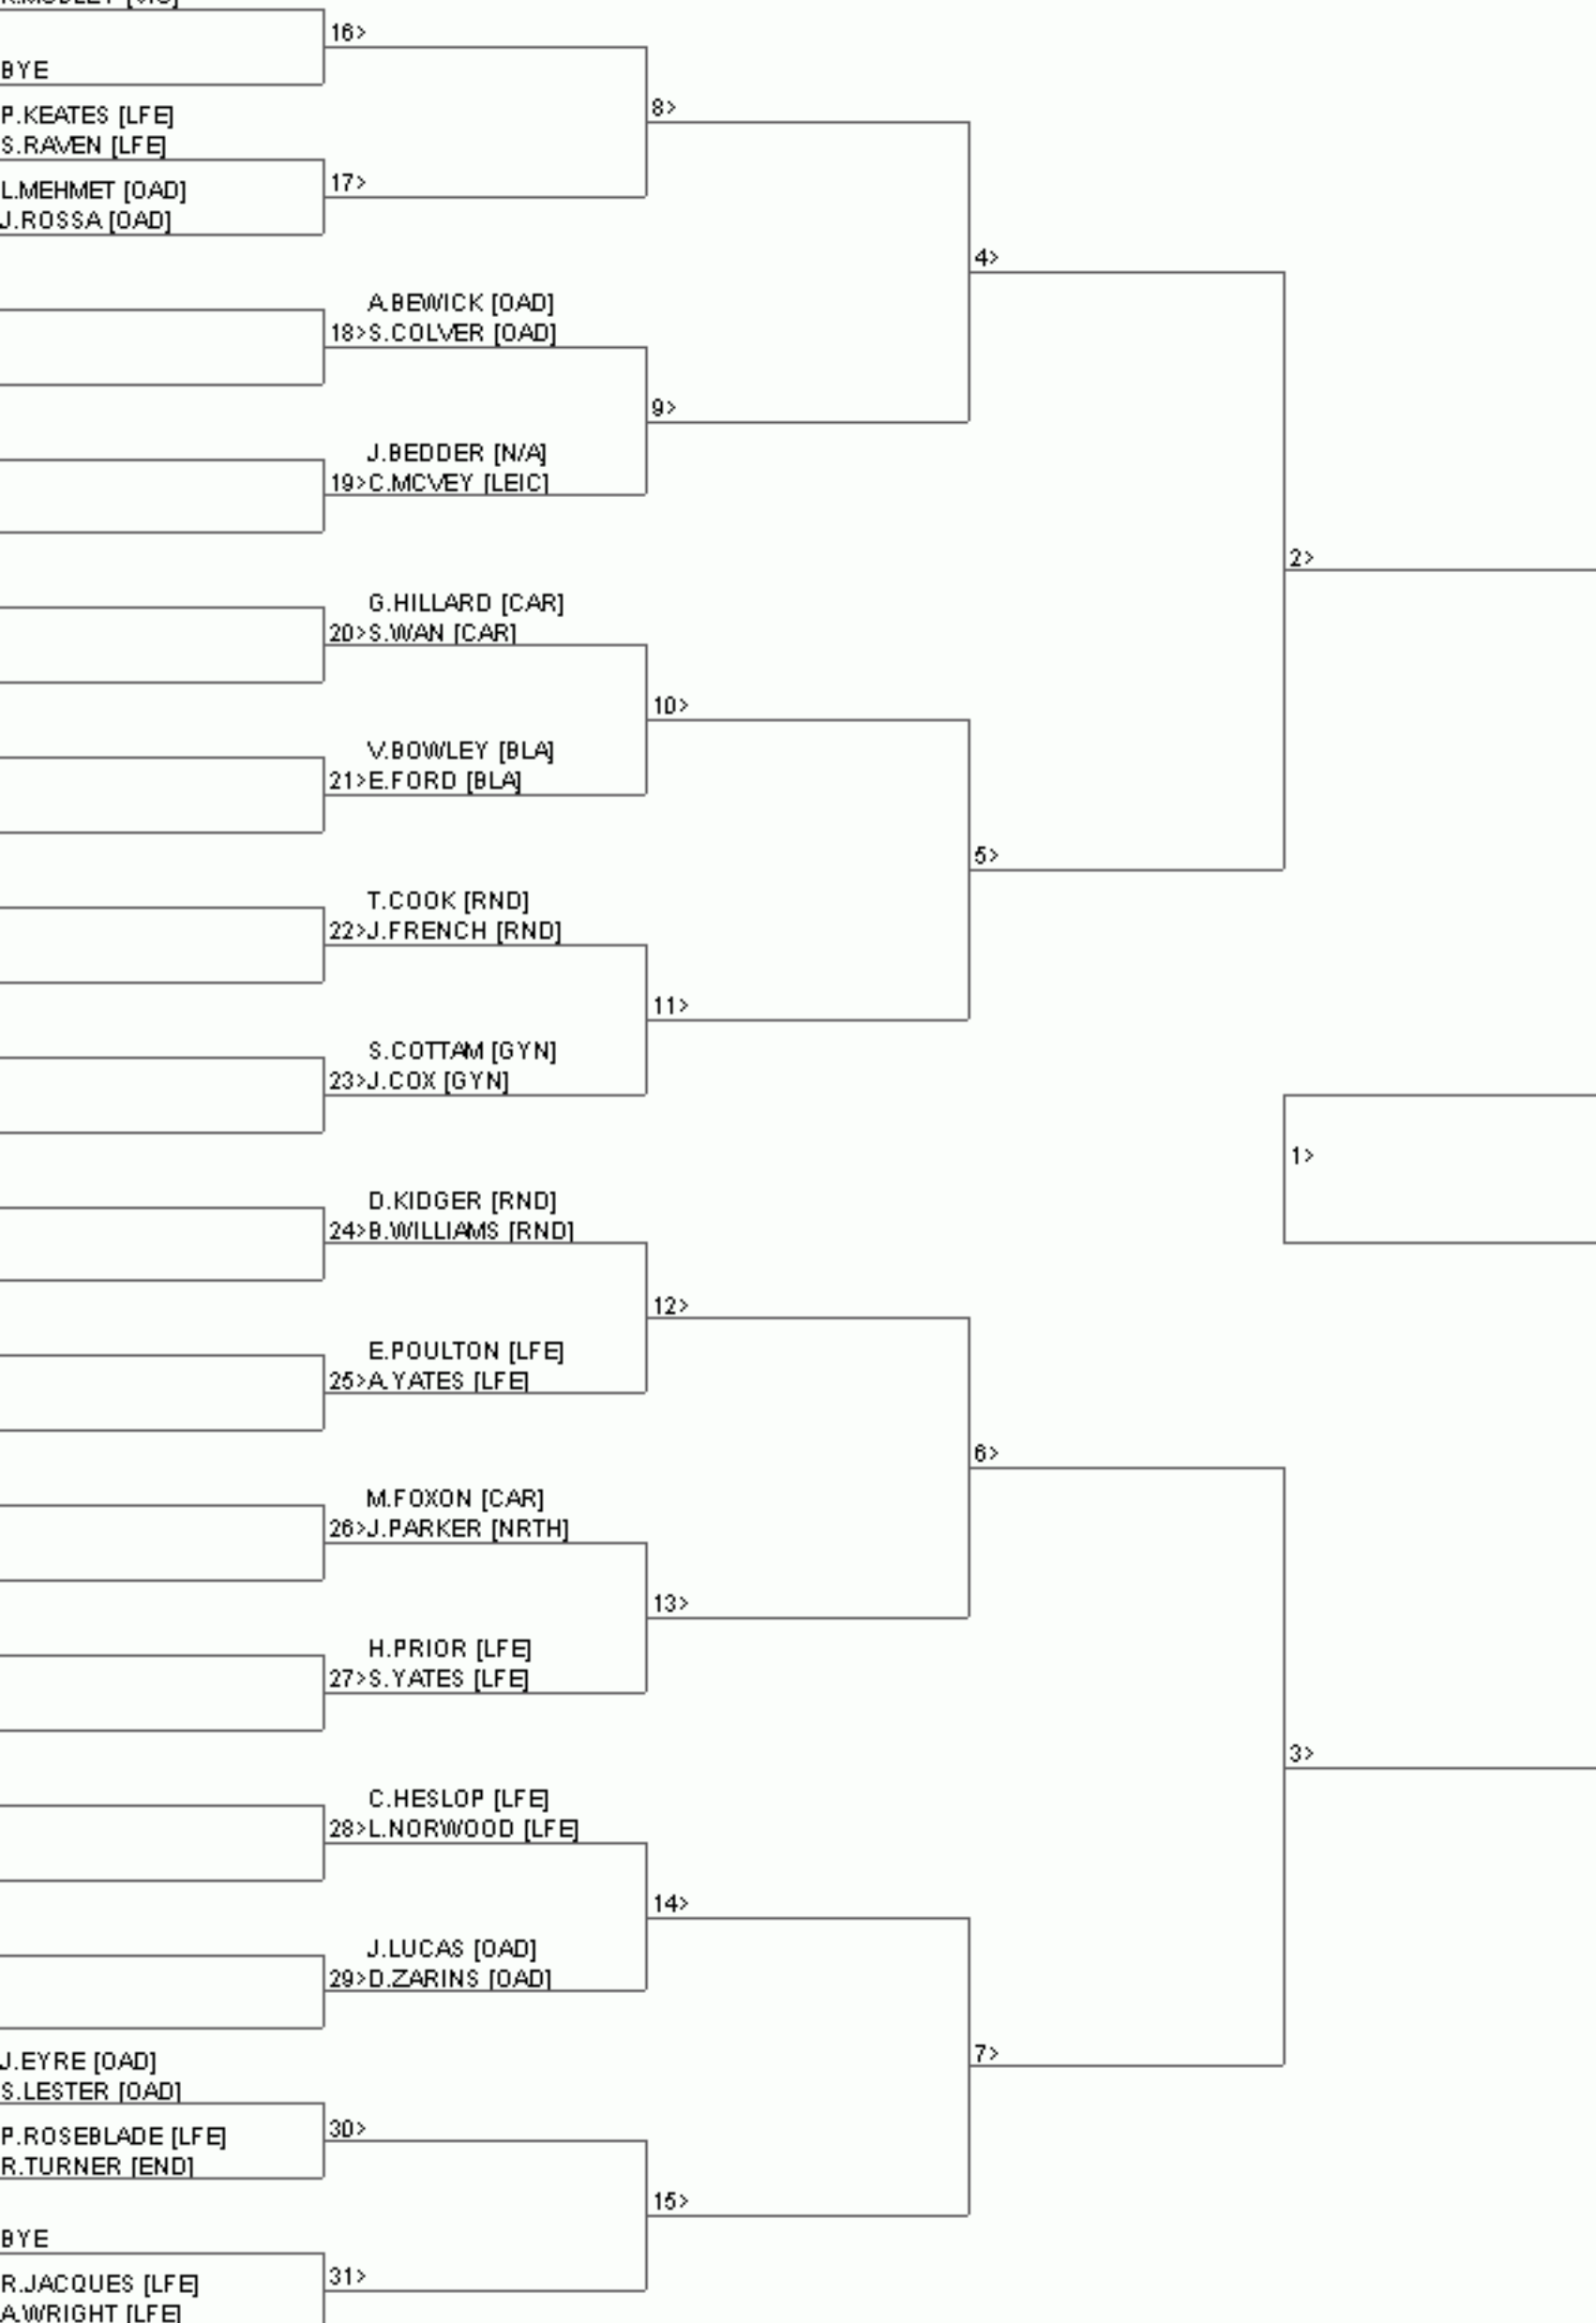 16>
BYE
8>
P.KEATES [LFE]
S.RAVEN [LFE]
17>
L.MEHMET [OAD]
J.ROSSA [OAD]
4>
A.BEWICK [OAD]
18>S.COLVER [OAD]
9>
J.BEDDER [N/A]
19>C.MCVEY [LEIC]
2>
G.HILLARD [CAR]
20>S.WAN [CAR]
10>
V.BOWLEY [BLA]
21>E.FORD [BLA]
5>
T.COOK [RND]
22>J.FRENCH [RND]
11>
S.COTTAM [GYN]
23>J.COX [GYN]
1>
D.KIDGER [RND]
24>B.WILLIAMS [RND]
12>
E.POULTON [LFE]
25>A.YATES [LFE]
6>
M.FOXON [CAR]
26>J.PARKER [NRTH]
13>
H.PRIOR [LFE]
27>S.YATES [LFE]
3>
C.HESLOP [LFE]
28>L.NORWOOD [LFE]
14>
J.LUCAS [OAD]
29>D.ZARINS [OAD]
7>
J.EYRE [OAD]
S.LESTER [OAD]
30>
P.ROSEBLADE [LFE]
R.TURNER [END]
15>
BYE
31>
R.JACQUES [LFE]
A.WRIGHT [LFE]